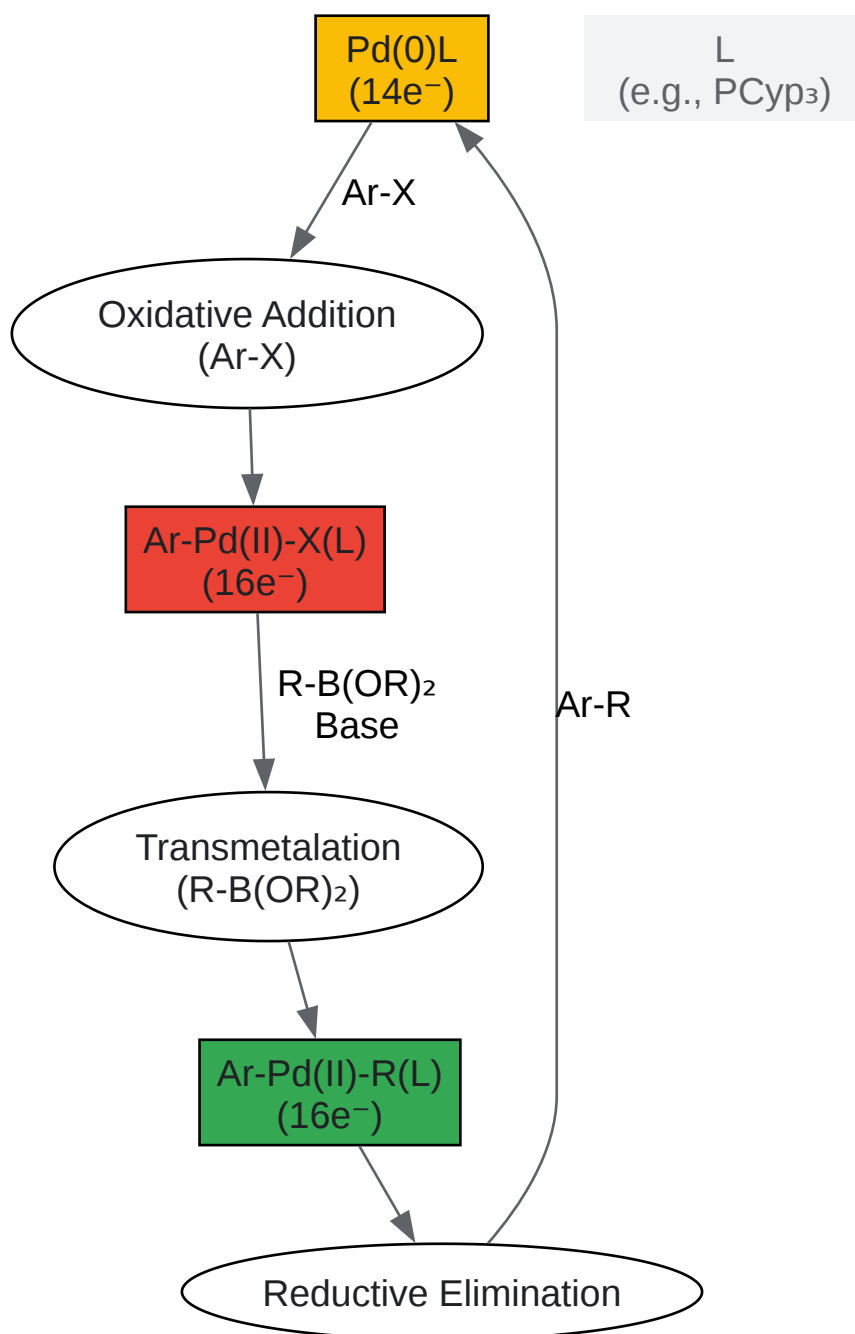 Pd(0)L
(14e⁻)
L
(e.g., PCyp₃)
Ar-X
Oxidative Addition
(Ar-X)
Ar-Pd(II)-X(L)
(16e⁻)
R-B(OR)₂
Base
Ar-R
Transmetalation
(R-B(OR)₂)
Ar-Pd(II)-R(L)
(16e⁻)
Reductive Elimination